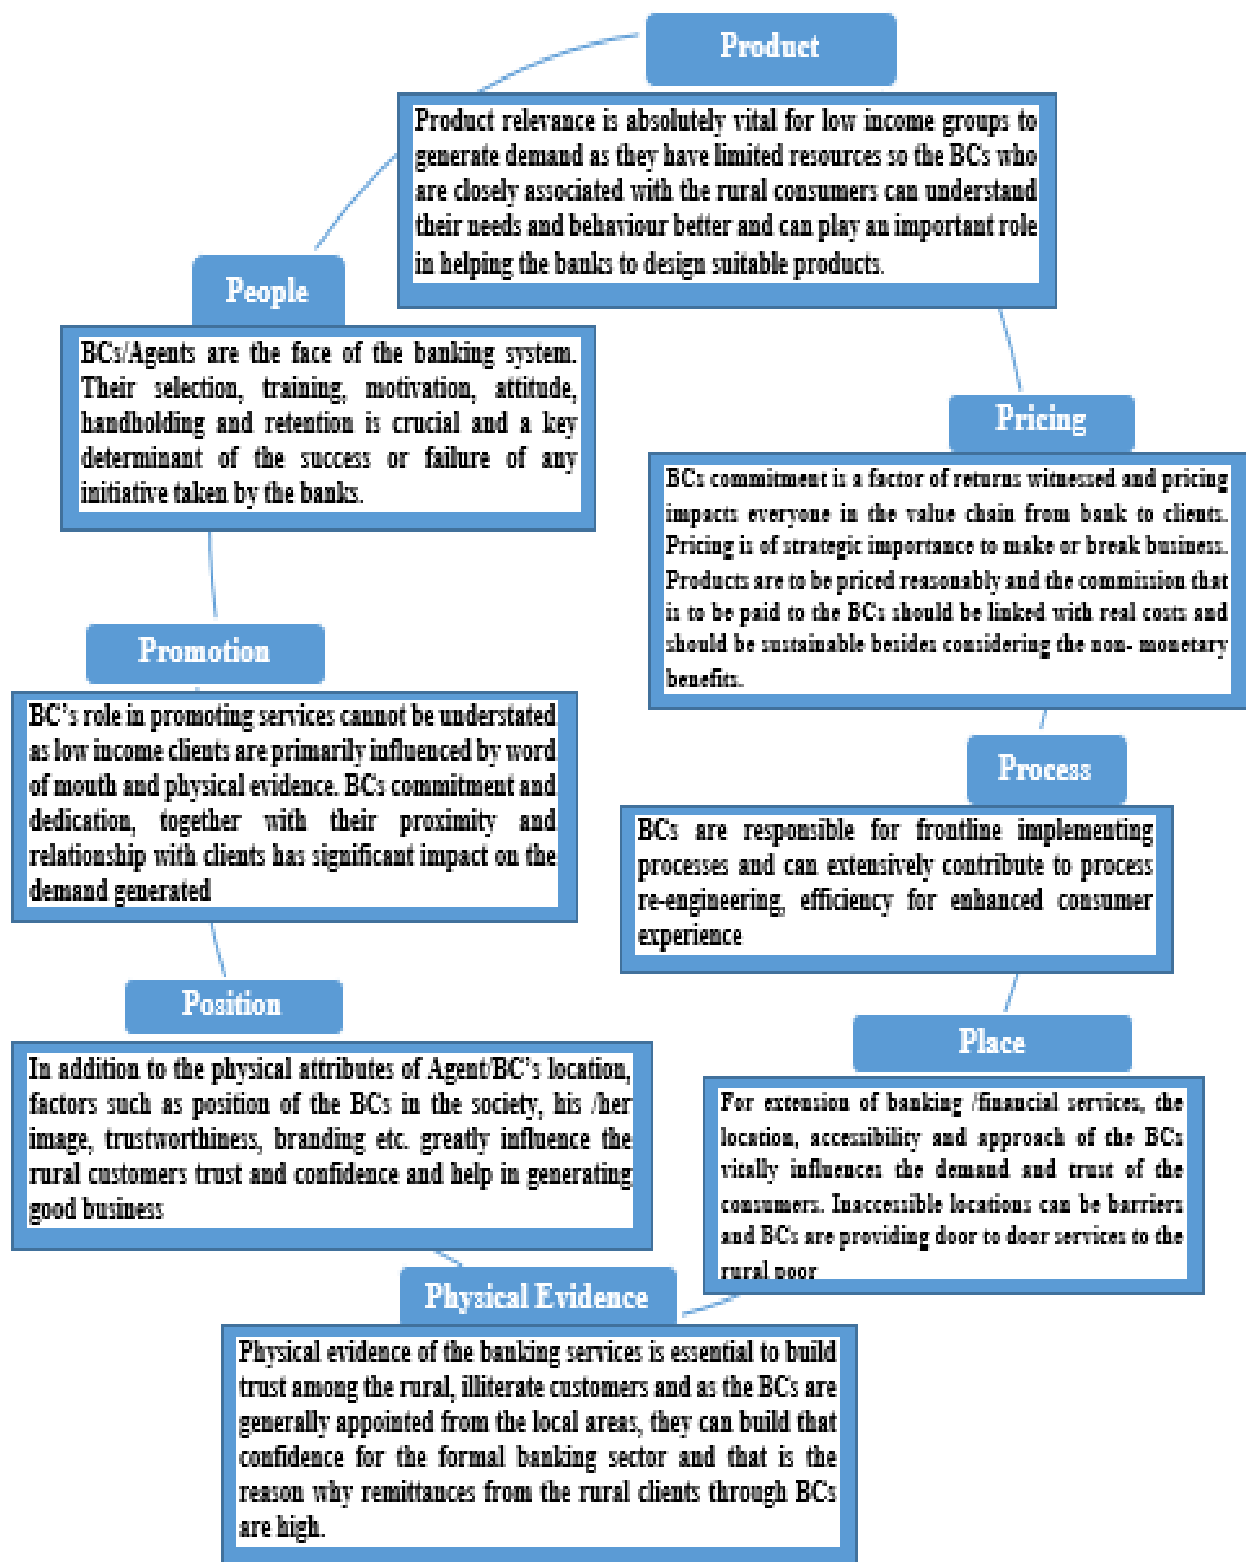 Product
Product relevance is absolutely vital for low income groups to
generate demand as they have limited resources so the BCs who
are closely associated with the rural consumers can understand
their needs and behaviour better and can play an important role
in helping the banks to design suitable products.
People
BCs/Agents are the face of the banking system.
Their selection, training, motivation, attitude,
handholding and retention is crucial and a key
determinant of the success or failure of any
initiative taken by the banks.
Pricing
BCs commitment is a factor of returns witnessed and pricing
impacts everyone in the value chain from bank to clients.
Pricing is of strategic importance to make or break business.
Products are to be priced reasonably and the commission that
is to be paid to the BCs should be linked with real costs and
should be sustainable besides considering the non- monetary
benefits.
Promotion
BC's role in promoting services cannot be understated
as low income clients are primarily influenced by word
of mouth and physical evidence. BCs commitment and
dedication, together with their proximity and
relationship with clients has significant impact on the
demand generated
Process
BCs are responsible for frontline implementing
processes and can extensively contribute to process
re-engineering, efficiency for enhanced consumer
experience
Position
In addition to the physical attributes of Agent/BC's location,
factors such as position of the BCs in the society, his /her
image, trustworthiness, branding etc. greatly influence the
rural customers trust and confidence and help in generating
good business
Place
For extension of banking /financial services, the
location, accessibility and approach of the BCs
vitally influences the demand and trust of the
consumers. Inaccessible locations can be barriers
and BCs are providing door to door services to the
rural poor
Physical Evidence
Physical evidence of the banking services is essential to build
trust among the rural, illiterate customers and as the BCs are
generally appointed from the local areas, they can build that
confidence for the formal banking sector and that is the
reason why remittances from the rural clients through BCs
are high.